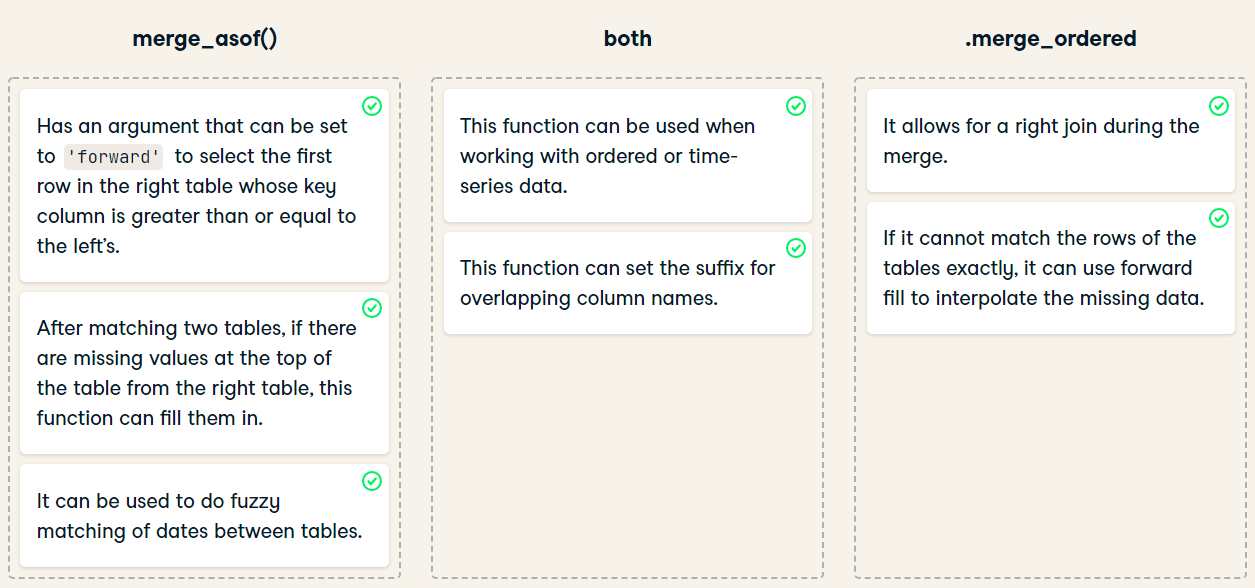 merge_asof()
Has an argument that can be set
to 'forward' to select the first
row in the right table whose key
column is greater than or equal to
the left's.
After matching two tables, if there
are missing values at the top of
the table from the right table, this
function can fill them in.
It can be used to do fuzzy
matching of dates between tables.
both
This function can be used when
working with ordered or time-
series data.
This function can set the suffix for
overlapping column names.
.merge_ordered
It allows for a right join during the
merge.
If it cannot match the rows of the
tables exactly, it can use forward
fill to interpolate the missing data.